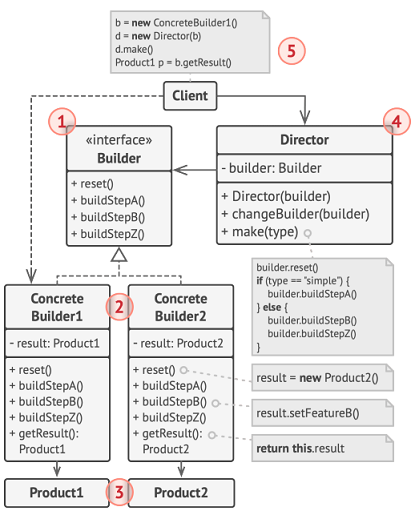 b = new ConcreteBuilder1()
d = new Director(b)
d.make()
Product1 p = b.getResult()
5
Client
1
«interface»
Builder
+ reset()
+ buildStepA()
+ buildStepB()
+ buildStepZ()
4
Director
- builder: Builder
+ Director(builder)
+ changeBuilder(builder)
+ make(type)
builder.reset()
if (type == "simple") {
builder.buildStepA()
} else {
builder.buildStepB()
builder.buildStepZ()
}
2
Concrete
Builder1
- result: Product1
+ reset()
+ buildStepA()
+ buildStepB()
+ buildStepZ()
+ getResult():
Product1
Concrete
Builder2
- result: Product2
+ reset()
+ buildStepA()
+ buildStepB()
+ buildStepZ()
+ getResult():
Product2
result = new Product2()
result.setFeatureB()
return this.result
3
Product1
Product2